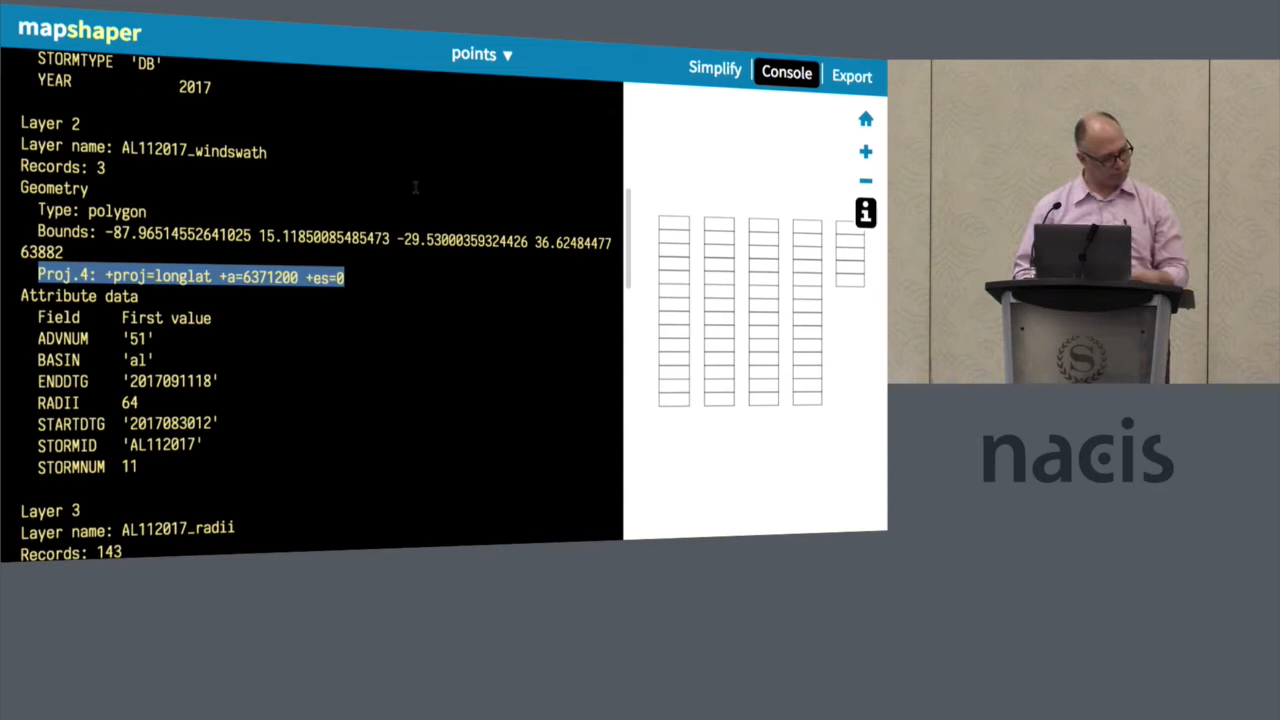 mapshaper
points ▼
Simplify
Console
Export
STORMTYPE 'DB'
YEAR 2017
Layer 2
Layer name: AL112017_windswath
Records: 3
Geometry
Type: polygon
Bounds: -87.96514552641025 15.11850085485473 -29.53000359324426 36.62484477
63882
Proj.4: +proj=longlat +a=6371200 +es=0
Attribute data
Field First value
ADVNUM '51'
BASIN 'al'
ENDDTG '2017091118'
RADII 64
STARTDTG '2017083012'
STORMID 'AL112017'
STORMNUM 11
Layer 3
Layer name: AL112017_radii
Records: 143
S
nacis